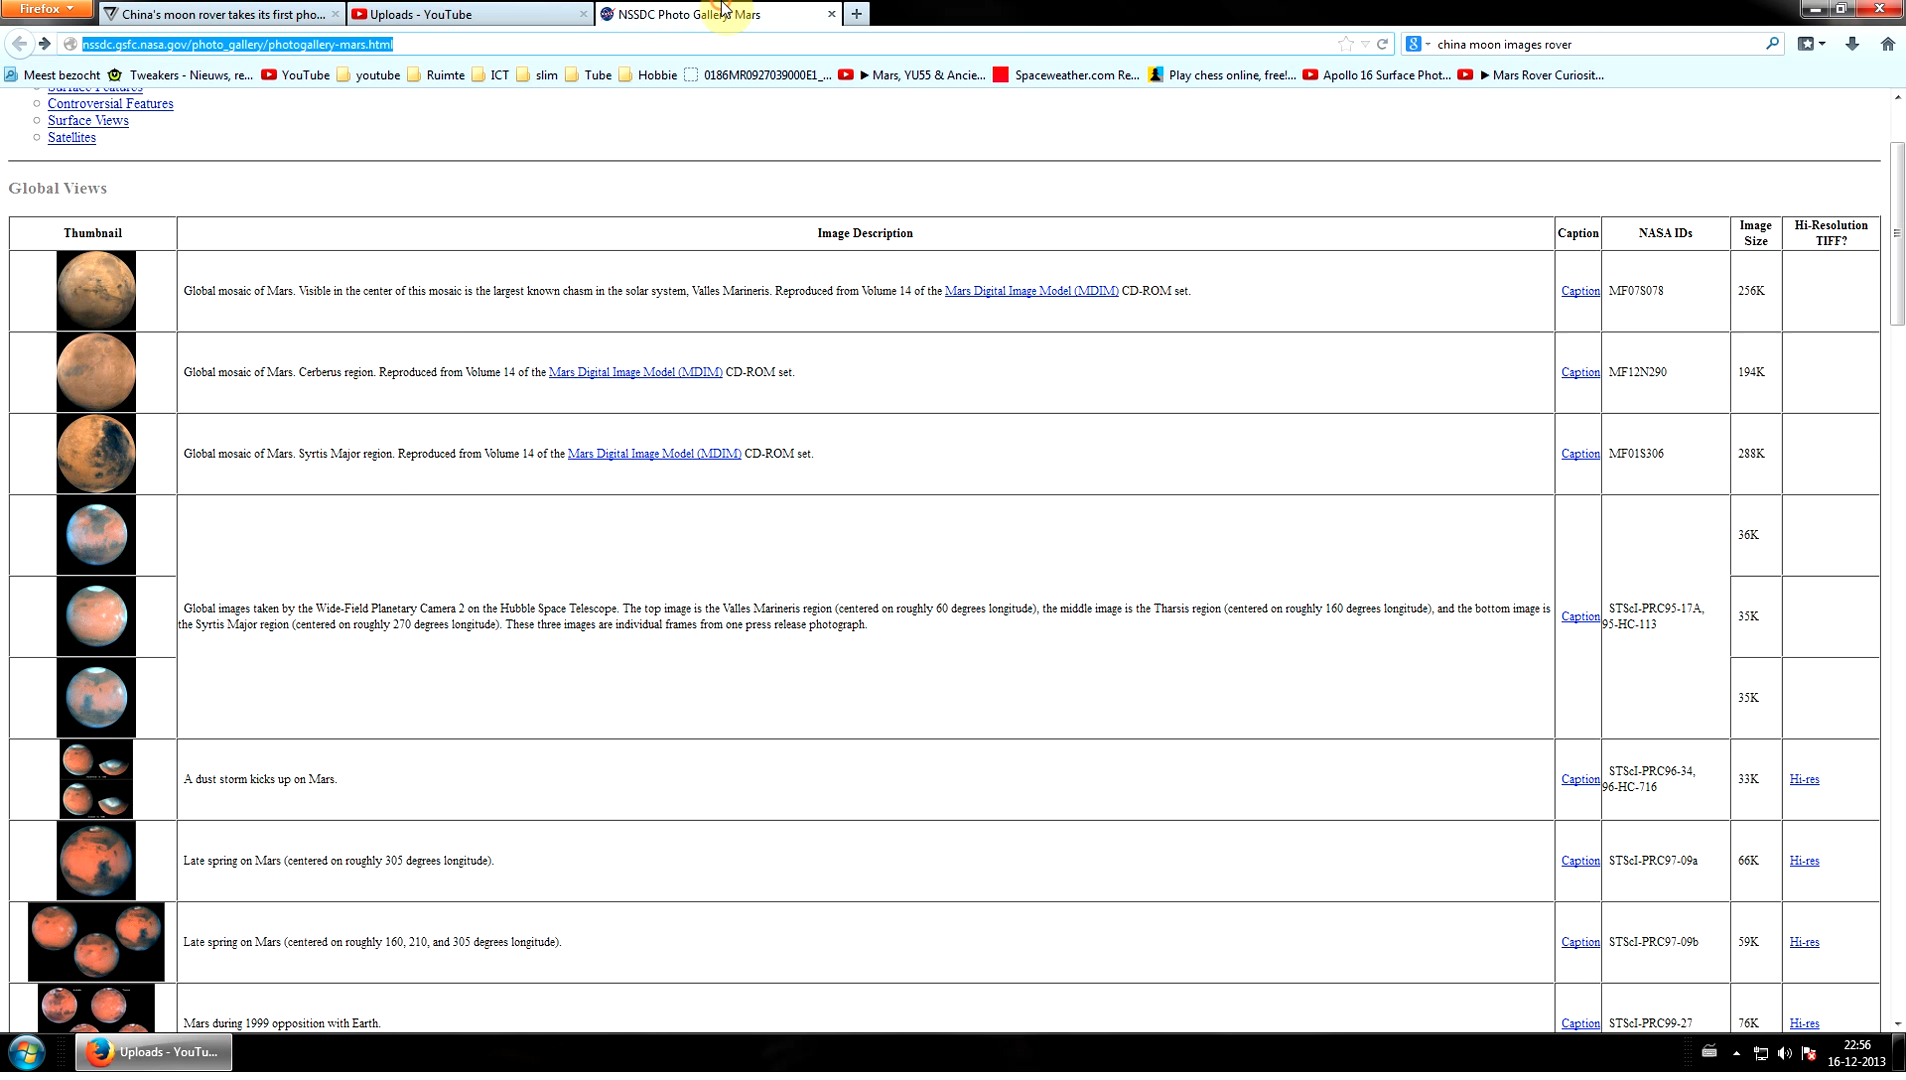 Firefox
China's moon rover takes its first pho...
Uploads - YouTube
NSSDC Photo Gallery: Mars
nssdc.gsfc.nasa.gov/photo_gallery/photogallery-mars.html
china moon images rover
Meest bezocht
Tweakers - Nieuws, re...
YouTube
youtube
Ruimte
ICT
slim
Tube
Hobbie
0186MR0927039000E1_...
► Mars, YU55 & Ancie...
Spaceweather.com Re...
Play chess online, free!...
Apollo 16 Surface Phot...
► Mars Rover Curiosit...
Surface Features
Controversial Features
Surface Views
Satellites
Global Views
Thumbnail
Image Description
Caption
NASA IDs
Image
Size
Hi-Resolution
TIFF?
Global mosaic of Mars. Visible in the center of this mosaic is the largest known chasm in the solar system, Valles Marineris. Reproduced from Volume 14 of the Mars Digital Image Model (MDIM) CD-ROM set.
Caption
MF07S078
256K
Global mosaic of Mars. Cerberus region. Reproduced from Volume 14 of the Mars Digital Image Model (MDIM) CD-ROM set.
Caption
MF12N290
194K
Global mosaic of Mars. Syrtis Major region. Reproduced from Volume 14 of the Mars Digital Image Model (MDIM) CD-ROM set.
Caption
MF01S306
288K
36K
Global images taken by the Wide-Field Planetary Camera 2 on the Hubble Space Telescope. The top image is the Valles Marineris region (centered on roughly 60 degrees longitude), the middle image is the Tharsis region (centered on roughly 160 degrees longitude), and the bottom image is
the Syrtis Major region (centered on roughly 270 degrees longitude). These three images are individual frames from one press release photograph.
Caption
STScI-PRC95-17A,
95-HC-113
35K
35K
A dust storm kicks up on Mars.
Caption
STScI-PRC96-34,
96-HC-716
33K
Hi-res
Late spring on Mars (centered on roughly 305 degrees longitude).
Caption
STScI-PRC97-09a
66K
Hi-res
Late spring on Mars (centered on roughly 160, 210, and 305 degrees longitude).
Caption
STScI-PRC97-09b
59K
Hi-res
Mars during 1999 opposition with Earth.
Caption
STScI-PRC99-27
76K
Hi-res
Uploads - YouTu...
22:56
16-12-2013